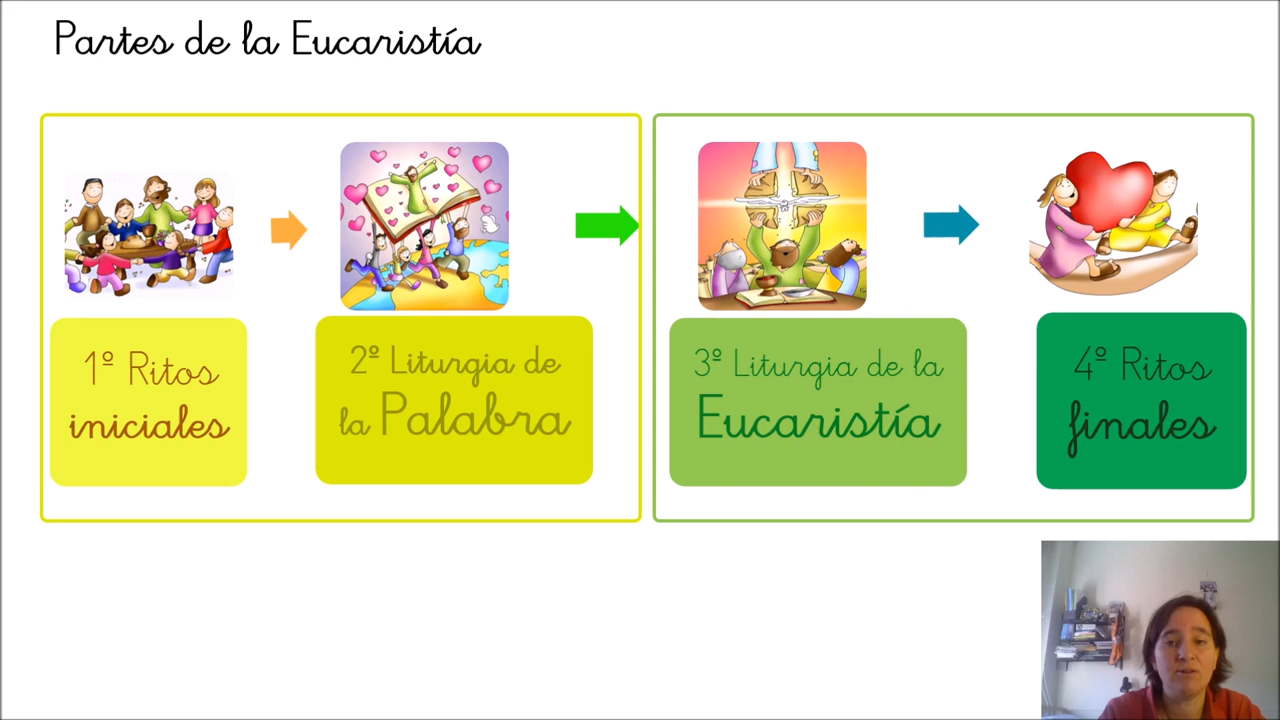 Partes de la Eucaristía
1º Ritos
iniciales
2º Liturgia de
la Palabra
3º Liturgia de la
Eucaristía
4º Ritos
finales